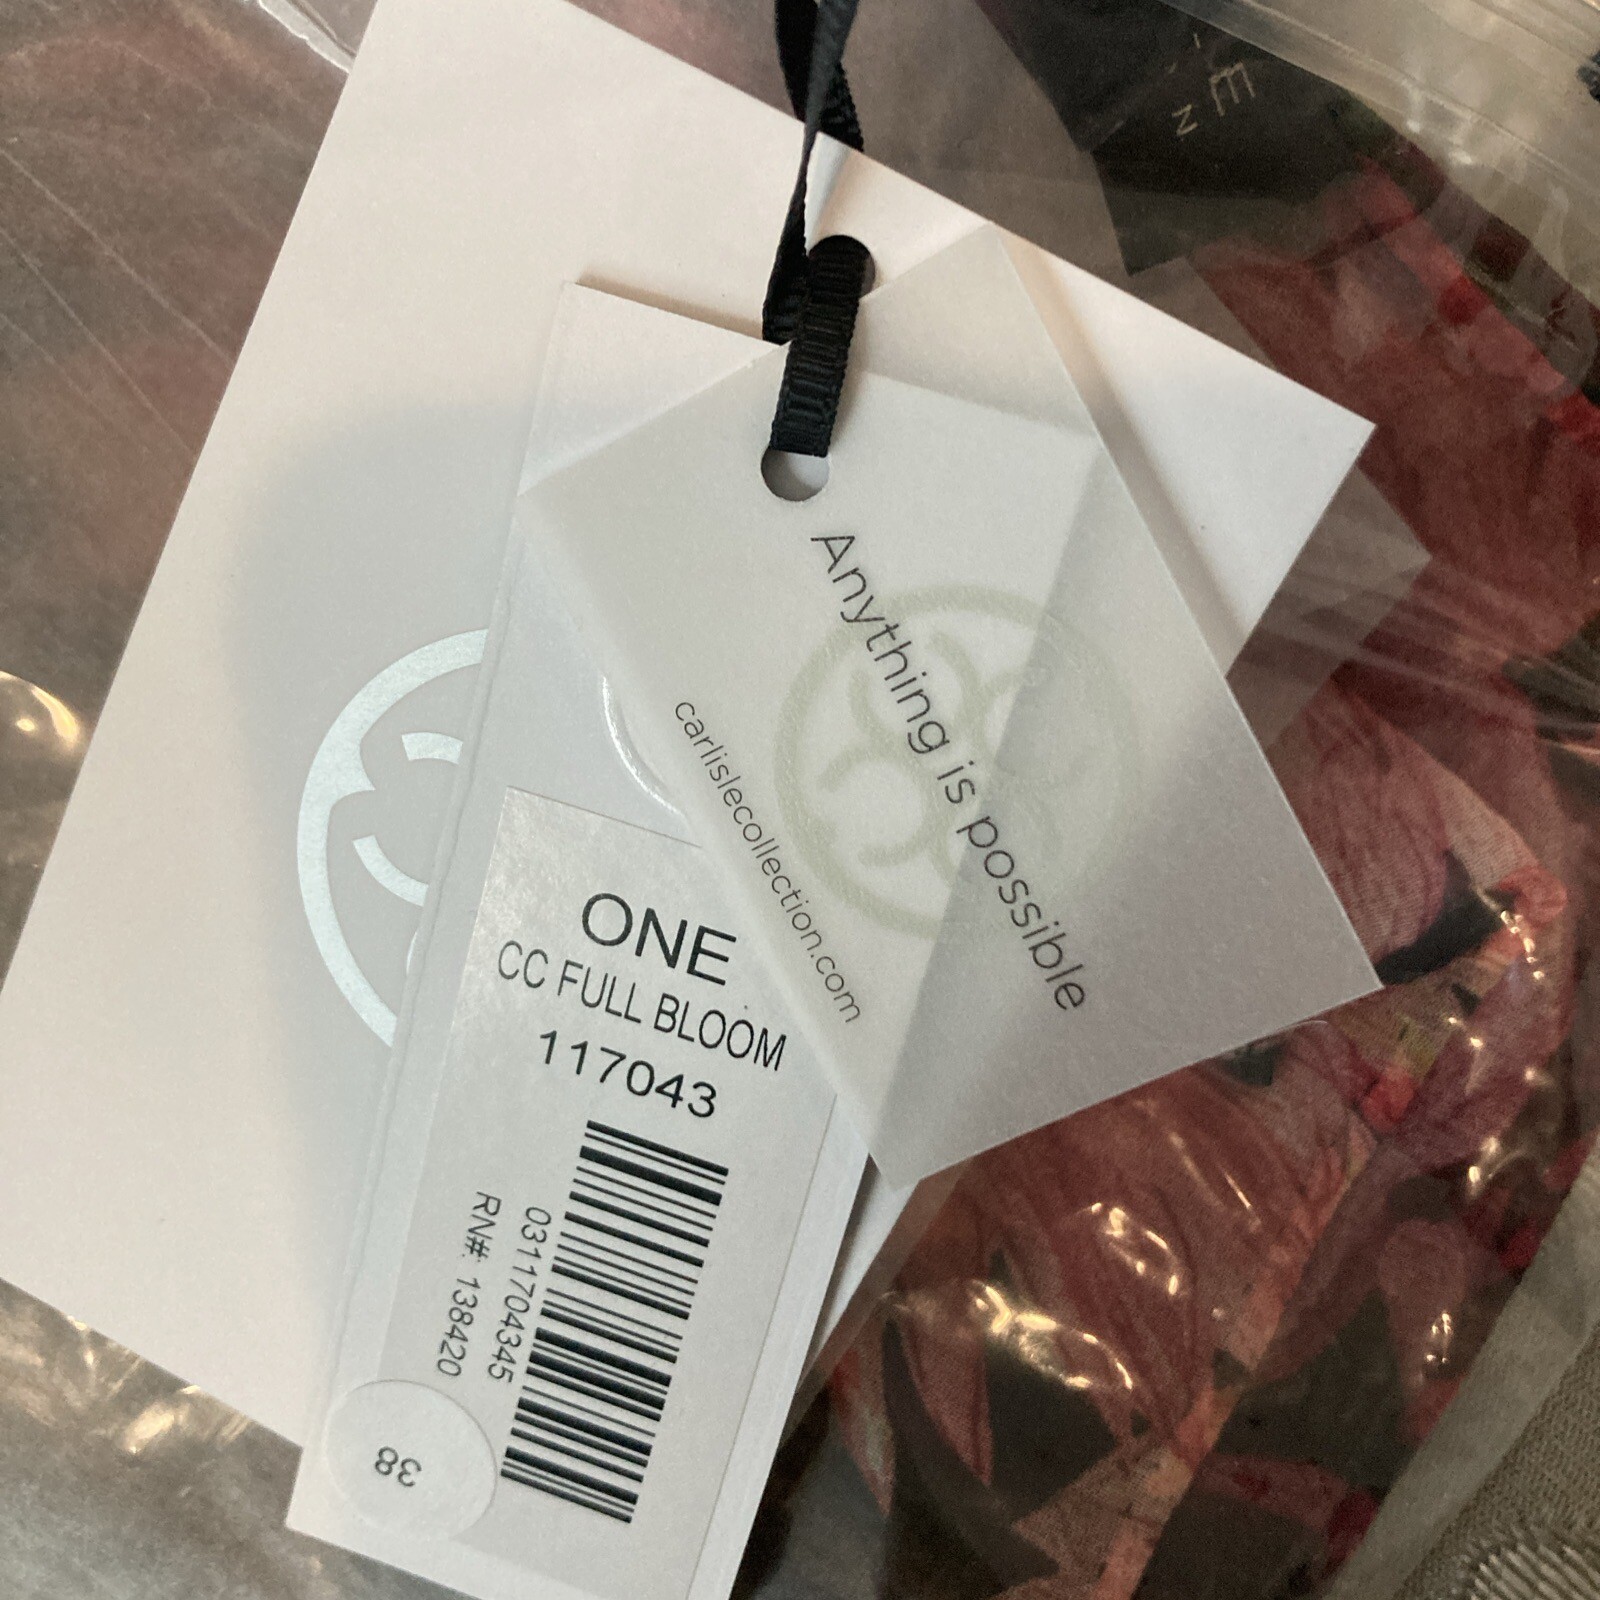 Anything is possible
carlislecollection.com
ONE
CC FULL BLOOM
117043
0311704345
RN#: 138420
38